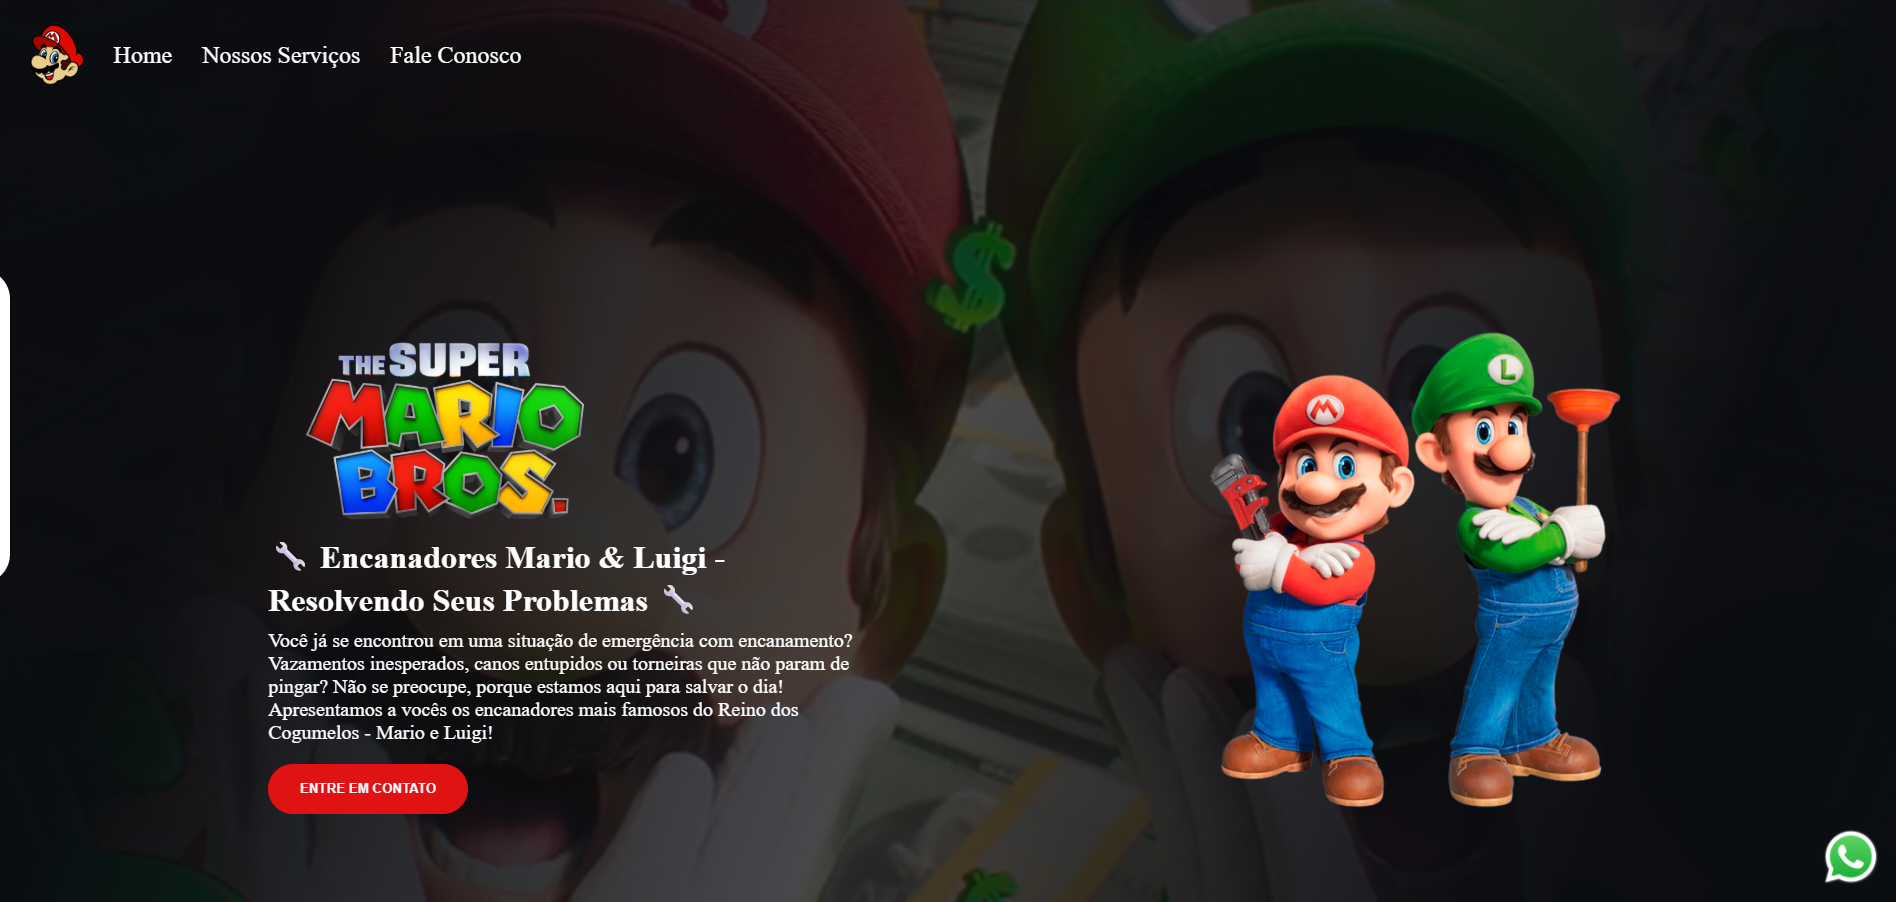 Home
Nossos Serviços
Fale Conosco
THE SUPER
MARIO
BROS.
Encanadores Mario & Luigi -
Resolvendo Seus Problemas
Você já se encontrou em uma situação de emergência com encanamento?
Vazamentos inesperados, canos entupidos ou torneiras que não param de
pingar? Não se preocupe, porque estamos aqui para salvar o dia!
Apresentamos a vocês os encanadores mais famosos do Reino dos
Cogumelos - Mario e Luigi!
ENTRE EM CONTATO
M
L